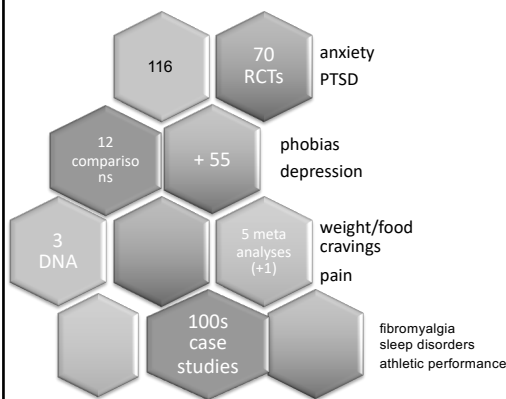 116
70
RCTs
anxiety
PTSD
12
compariso
ns
+ 55
phobias
depression
3
DNA
5 meta
analyses
(+1)
weight/food
cravings
pain
100s
case
studies
fibromyalgia
sleep disorders
athletic performance